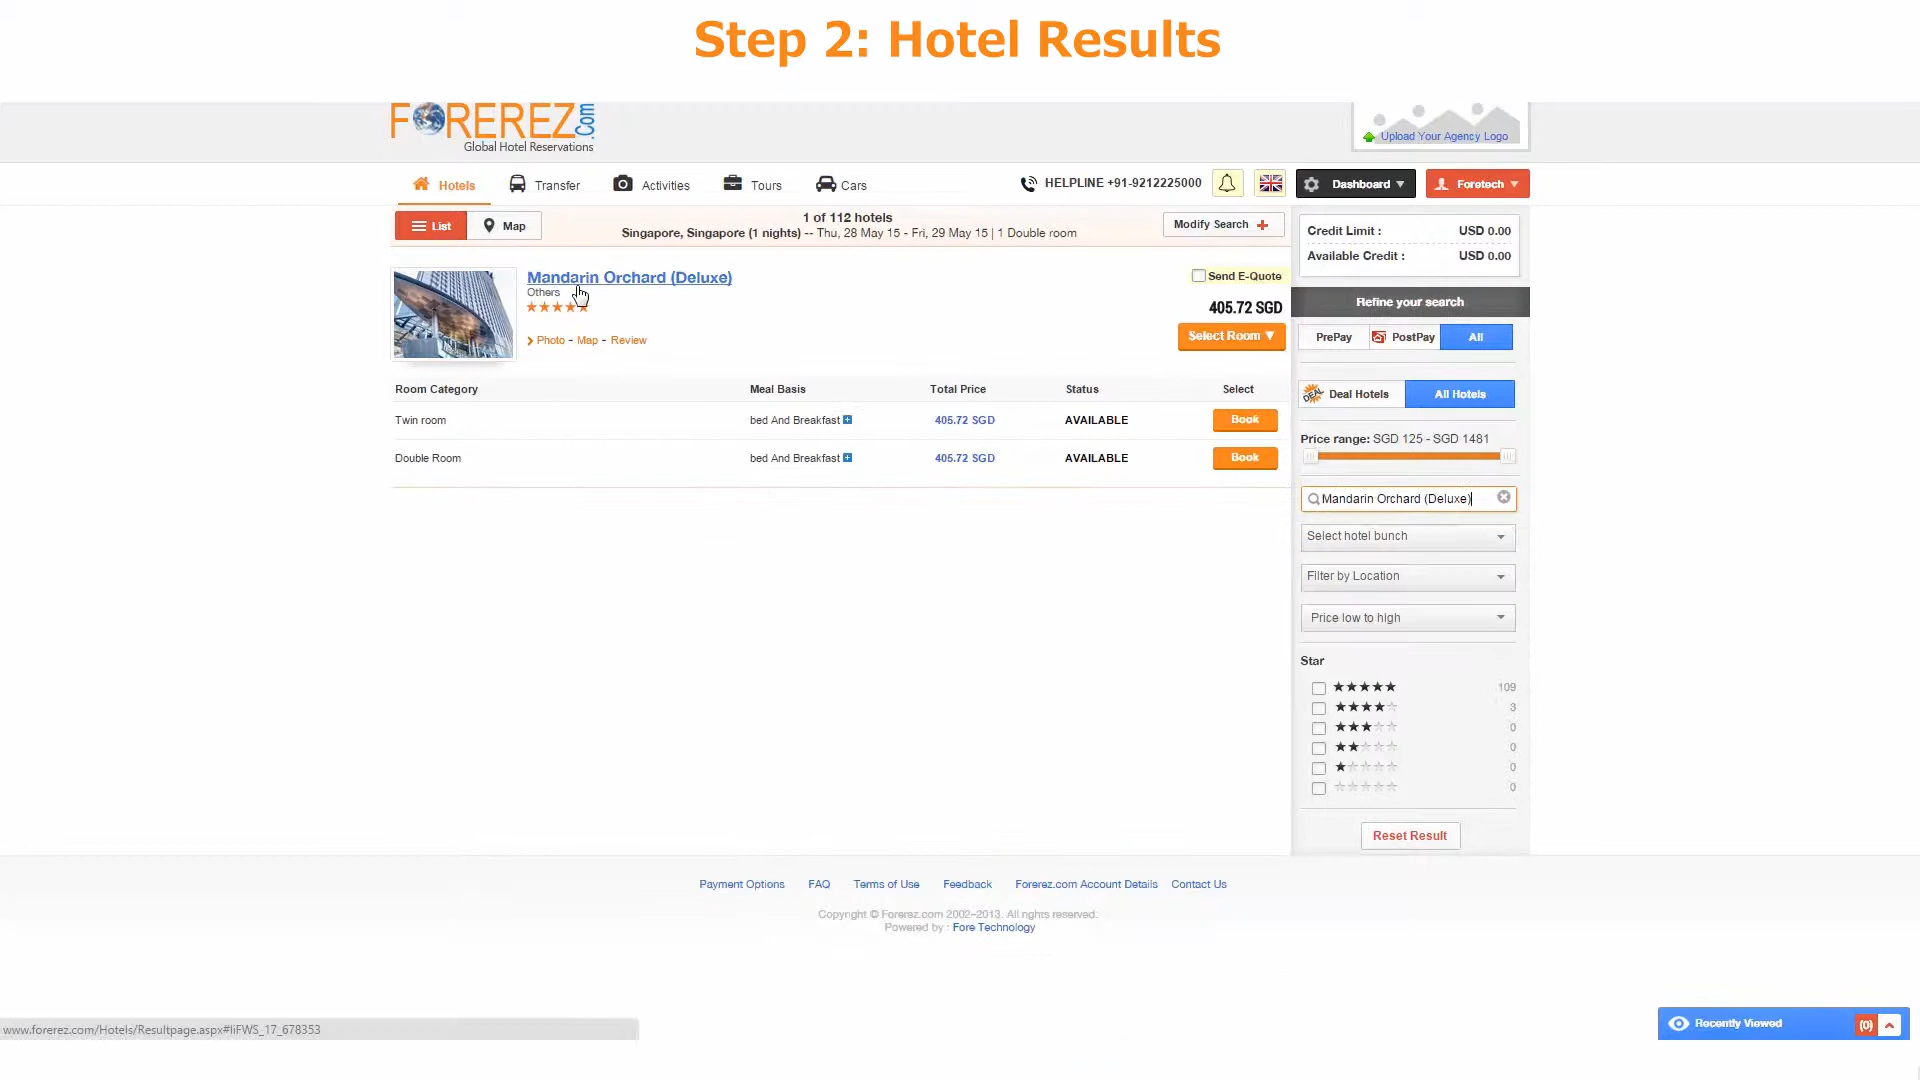 Step 2: Hotel Results
FOREREZ.com
Global Hotel Reservations
Upload Your Agency Logo
Hotels
Transfer
Activities
Tours
Cars
HELPLINE +91-9212225000
Dashboard
Foretech
List
Map
1 of 112 hotels
Singapore, Singapore (1 nights) -- Thu, 28 May 15 - Fri, 29 May 15 | 1 Double room
Modify Search
Credit Limit : USD 0.00
Available Credit : USD 0.00
Mandarin Orchard (Deluxe)
Others
Photo - Map - Review
Send E-Quote
405.72 SGD
Select Room
Room Category Meal Basis Total Price Status Select
Twin room bed And Breakfast 405.72 SGD AVAILABLE Book
Double Room bed And Breakfast 405.72 SGD AVAILABLE Book
Refine your search
PrePay PostPay All
DEAL Deal Hotels All Hotels
Price range: SGD 125 - SGD 1481
Mandarin Orchard (Deluxe)
Select hotel bunch
Filter by Location
Price low to high
Star
109
3
0
0
0
0
Reset Result
Payment Options FAQ Terms of Use Feedback Forerez.com Account Details Contact Us
Copyright © Forerez.com 2002-2013. All rights reserved.
Powered by : Fore Technology
www.forerez.com/Hotels/Resultpage.aspx#liFWS_17_678353
Recently Viewed (0)